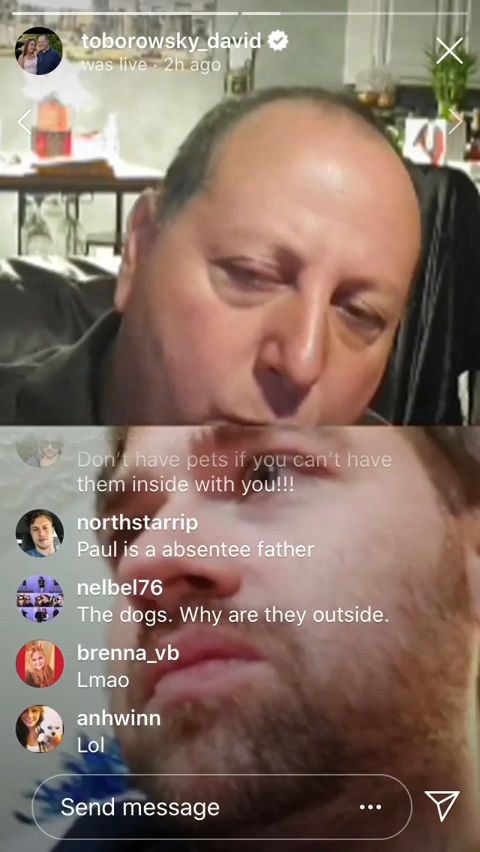 toborowsky_david
was live · 2h ago
Don't have pets if you can't have
them inside with you!!!
northstarrip
Paul is a absentee father
nelbel76
The dogs. Why are they outside.
brenna_vb
Lmao
anhwinn
Lol
Send message